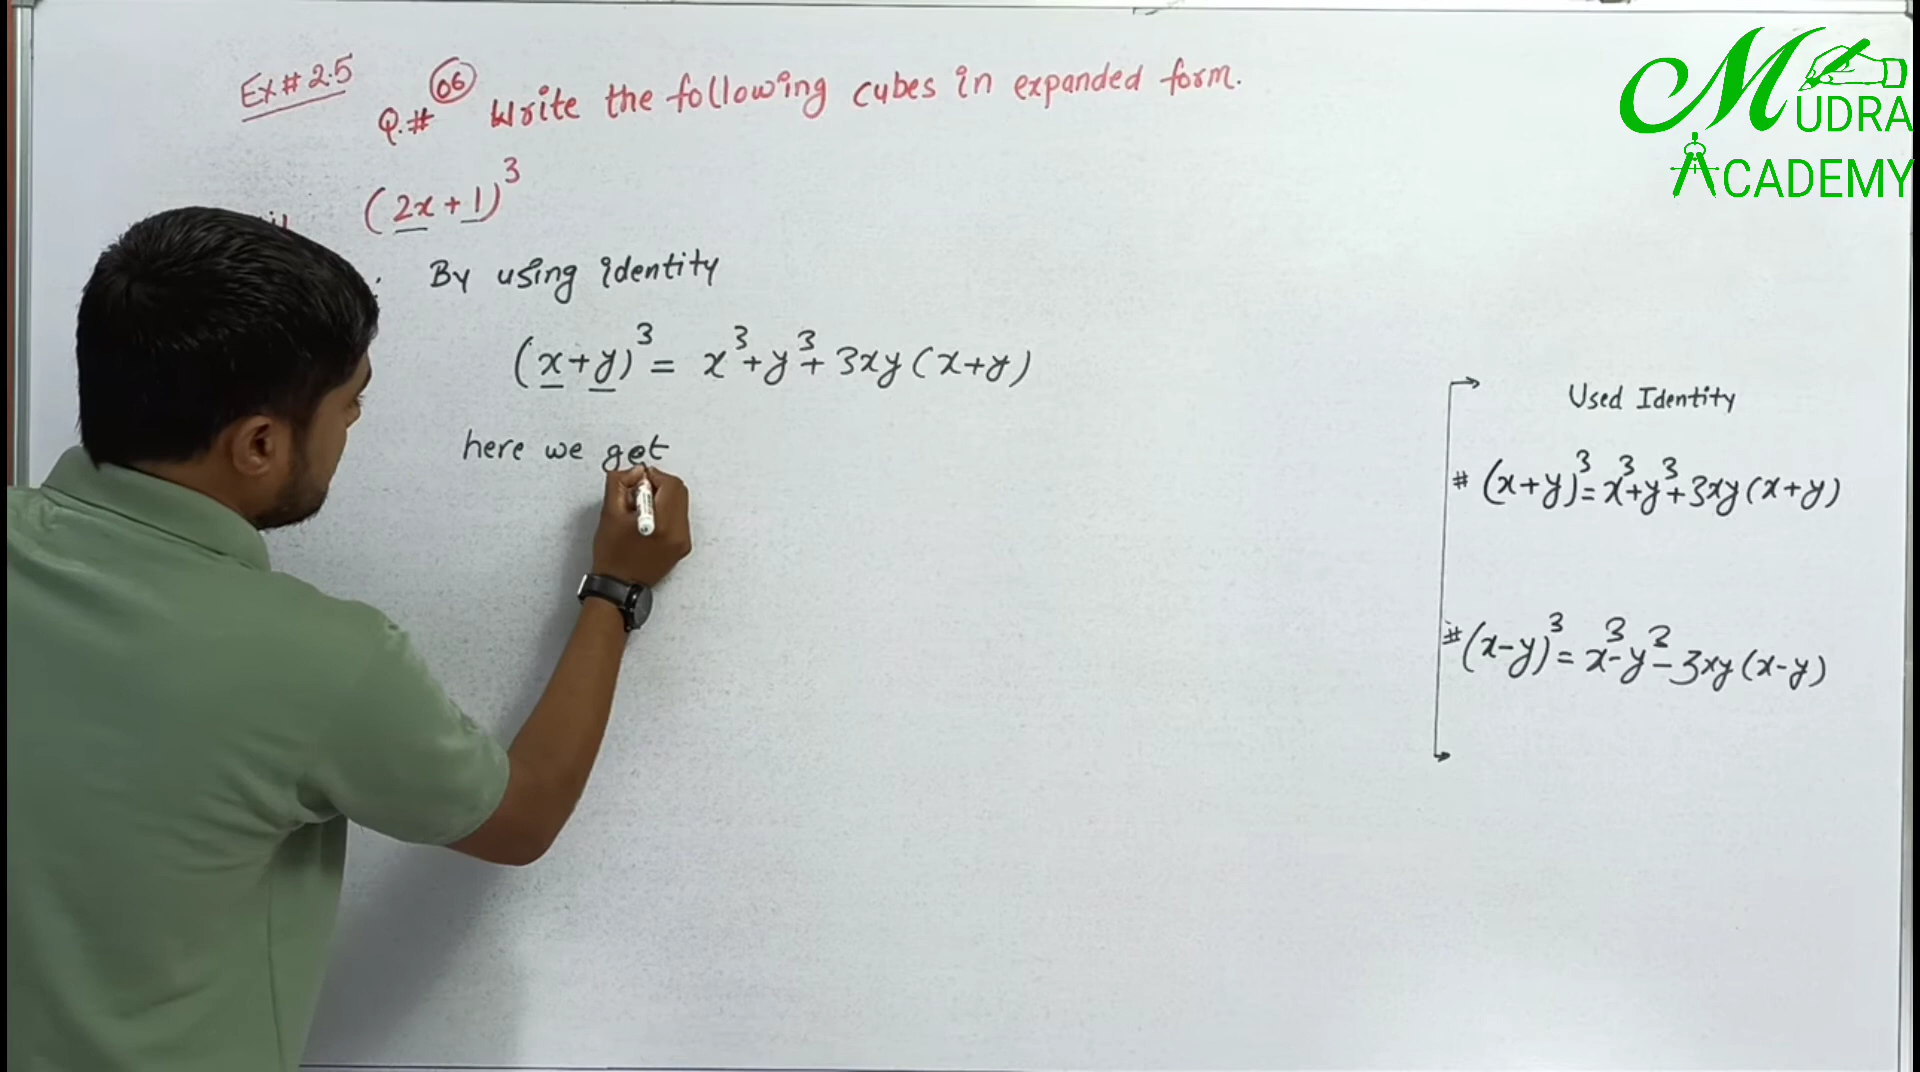 Ex # 2.5
Q.# 06 Write the following cubes in expanded form.
(2x + 1)³
By using identity
(x+y)³ = x³+y³+3xy(x+y)
here we get
Used Identity
# (x+y)³=x³+y³+3xy(x+y)
# (x-y)³=x³-y³-3xy(x-y)
MUDRA
ACADEMY